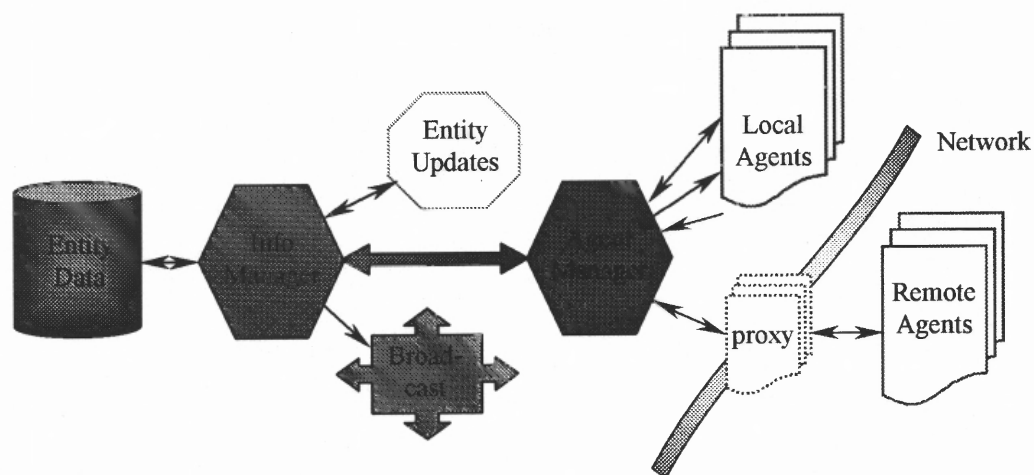 Entity
Data
Info
Manager
Entity
Updates
Broad-
cast
Agent
Manager
Local
Agents
Network
proxy
Remote
Agents